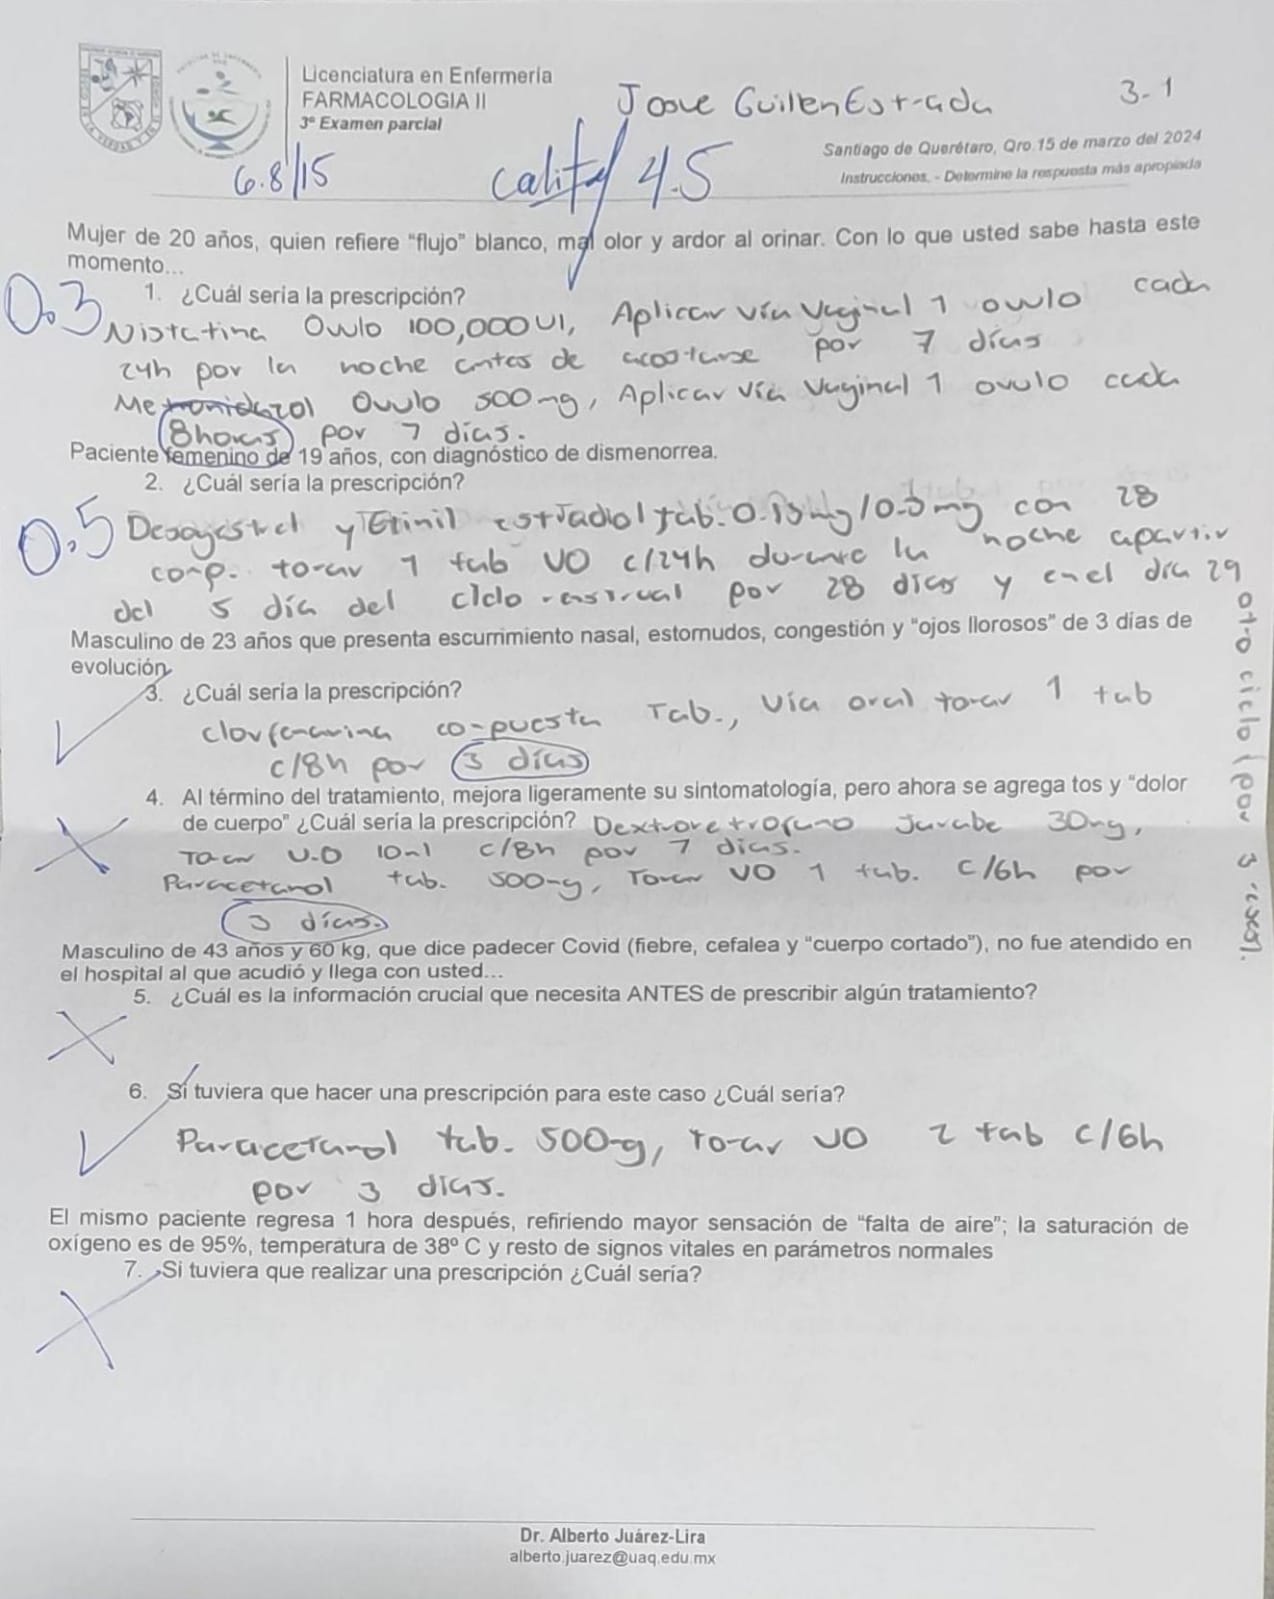 Licenciatura en Enfermería
FARMACOLOGIA II
3º Examen parcial
Josue Guillen Estrada
3-1
6.8/15
calif 4.5
Santiago de Querétaro, Qro.15 de marzo del 2024
Instrucciones. - Determine la respuesta más apropiada
Mujer de 20 años, quien refiere “flujo” blanco, mal olor y ardor al orinar. Con lo que usted sabe hasta este
momento...
0.3
1. ¿Cuál sería la prescripción?
Nistatina Ovulo 100,000 UI, Aplicar vía Vaginal 1 ovulo cada
24h por la noche antes de acostarse por 7 días
Metronidazol Ovulo 500mg, Aplicar vía Vaginal 1 ovulo cada
8horas por 7 días.
Paciente femenino de 19 años, con diagnóstico de dismenorrea.
2. ¿Cuál sería la prescripción?
0.5
Desogestrel y Etinil estradiol tab. 0.15mg/0.3mg con 28
comp. tomar 1 tab VO c/24h durante la noche apartir
del 5 día del ciclo menstrual por 28 dias y en el día 29
otro ciclo (por 3 meses).
Masculino de 23 años que presenta escurrimiento nasal, estornudos, congestión y “ojos llorosos” de 3 días de
evolución
3. ¿Cuál sería la prescripción?
clorfenamina compuesta Tab., vía oral tomar 1 tab
c/8h por 3 días
4. Al término del tratamiento, mejora ligeramente su sintomatología, pero ahora se agrega tos y “dolor
de cuerpo” ¿Cuál sería la prescripción? Dextrometrofano Jarabe 30mg,
Tomar V.O 10ml c/8h por 7 dias.
Paracetamol tab. 500mg, Tomar VO 1 tab. c/6h por
3 días.
Masculino de 43 años y 60 kg, que dice padecer Covid (fiebre, cefalea y “cuerpo cortado”), no fue atendido en
el hospital al que acudió y llega con usted...
5. ¿Cuál es la información crucial que necesita ANTES de prescribir algún tratamiento?
6. Si tuviera que hacer una prescripción para este caso ¿Cuál sería?
Paracetamol tab. 500mg, tomar VO 2 tab c/6h
por 3 días.
El mismo paciente regresa 1 hora después, refiriendo mayor sensación de “falta de aire”; la saturación de
oxígeno es de 95%, temperatura de 38º C y resto de signos vitales en parámetros normales
7. Si tuviera que realizar una prescripción ¿Cuál sería?
Dr. Alberto Juárez-Lira
alberto.juarez@uaq.edu.mx